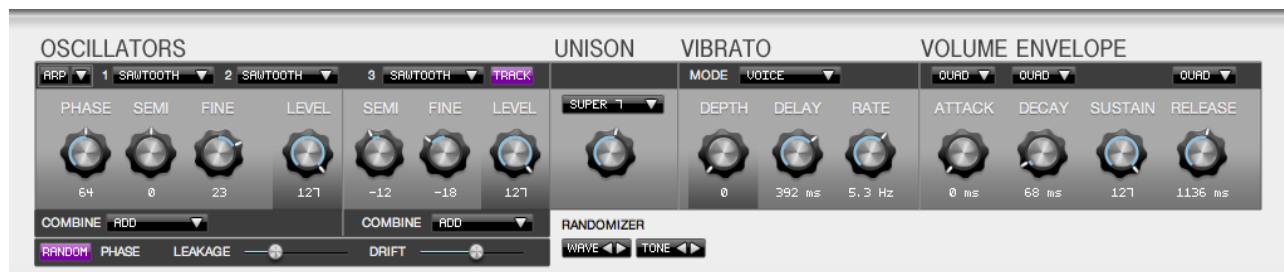 OSCILLATORS UNISON VIBRATO VOLUME ENVELOPE
ARP 1 SAWTOOTH 2 SAWTOOTH 3 SAWTOOTH TRACK MODE VOICE QUAD QUAD QUAD
PHASE SEMI FINE LEVEL SEMI FINE LEVEL SUPER 7 DEPTH DELAY RATE ATTACK DECAY SUSTAIN RELEASE
64 0 23 127 -12 -18 127 0 392 ms 5.3 Hz 0 ms 68 ms 127 1136 ms
COMBINE ADD COMBINE ADD RANDOMIZER
RANDOM PHASE LEAKAGE DRIFT WAVE TONE